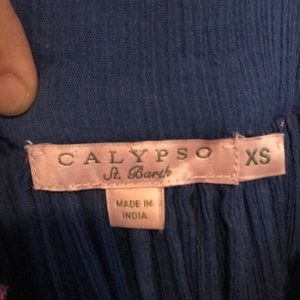 CALYPSO
St. Barth
XS
MADE IN
INDIA